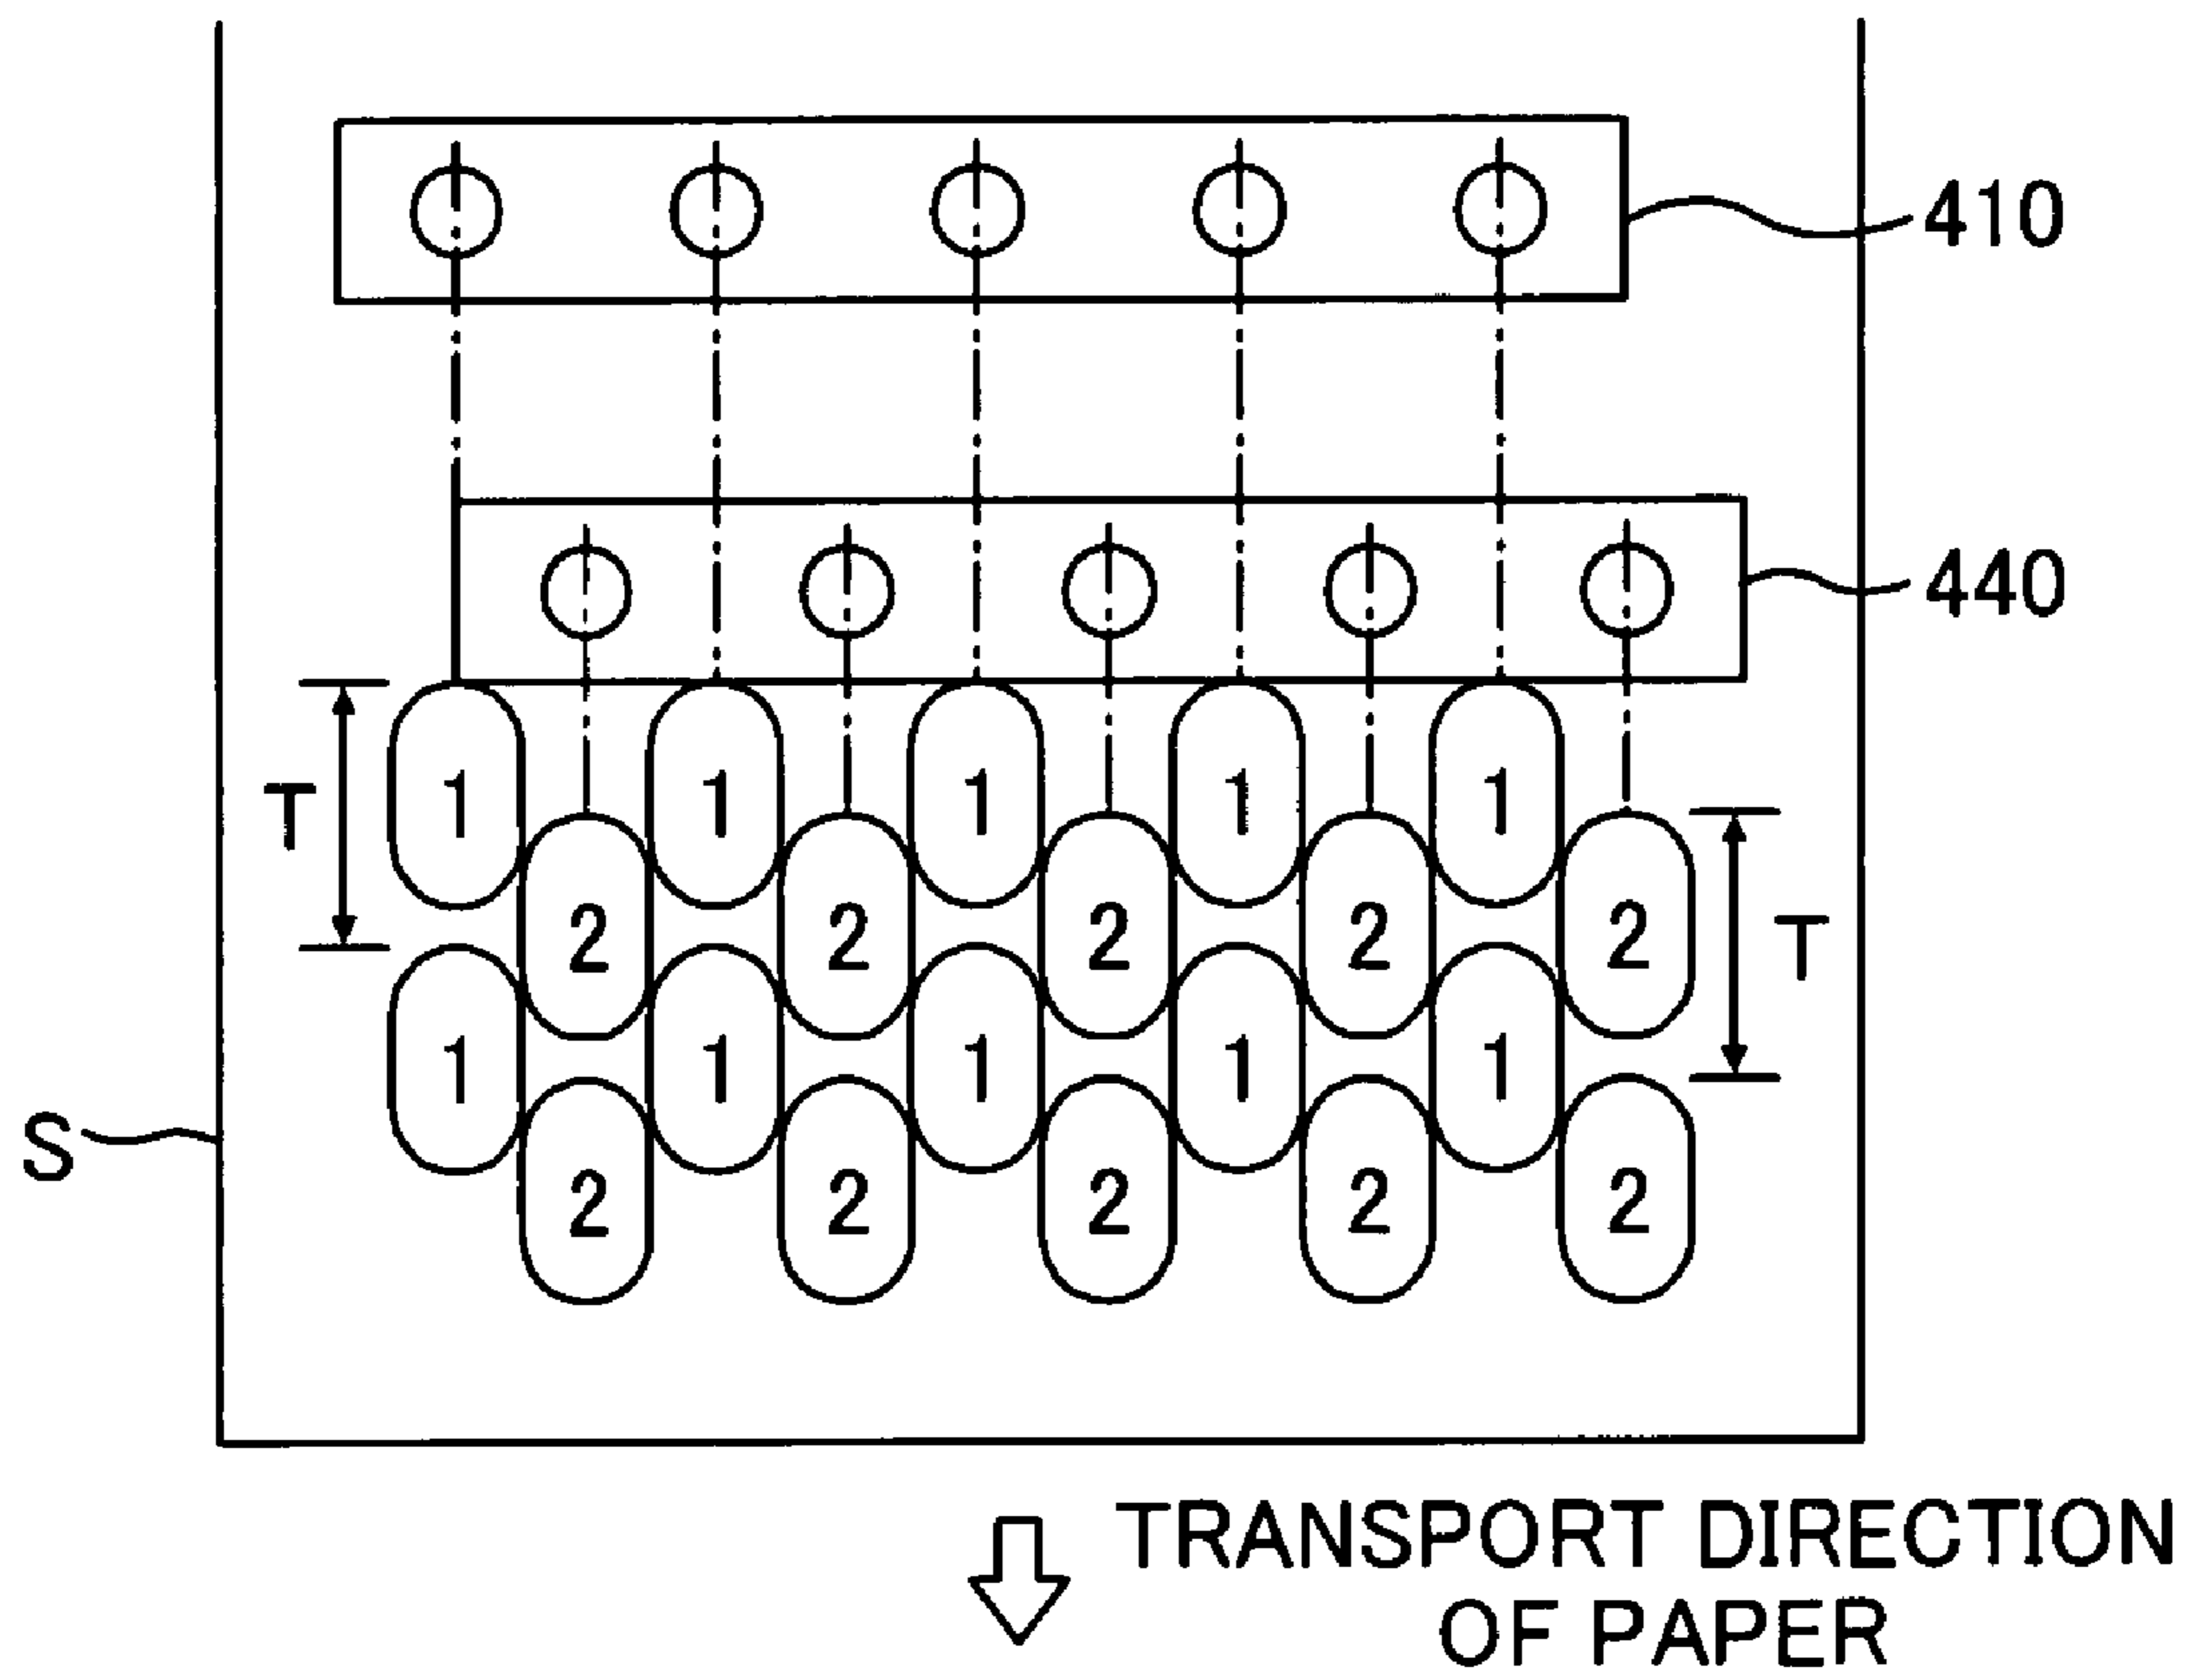 410
440
1 1 1 1 1
T
2 2 2 2 2
T
1 1 1 1 1
S
2 2 2 2 2
TRANSPORT DIRECTION
OF PAPER